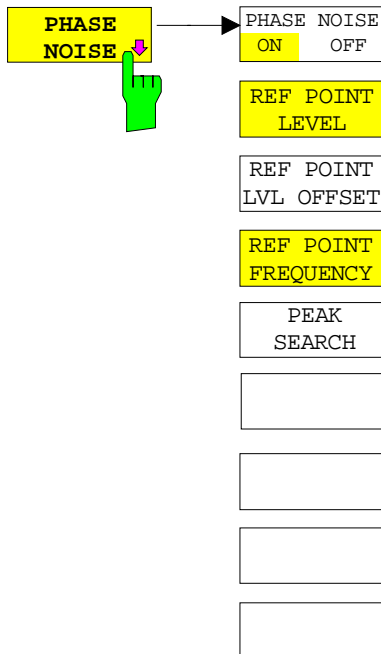 PHASE
NOISE
PHASE NOISE
ON OFF
REF POINT
LEVEL
REF POINT
LVL OFFSET
REF POINT
FREQUENCY
PEAK
SEARCH